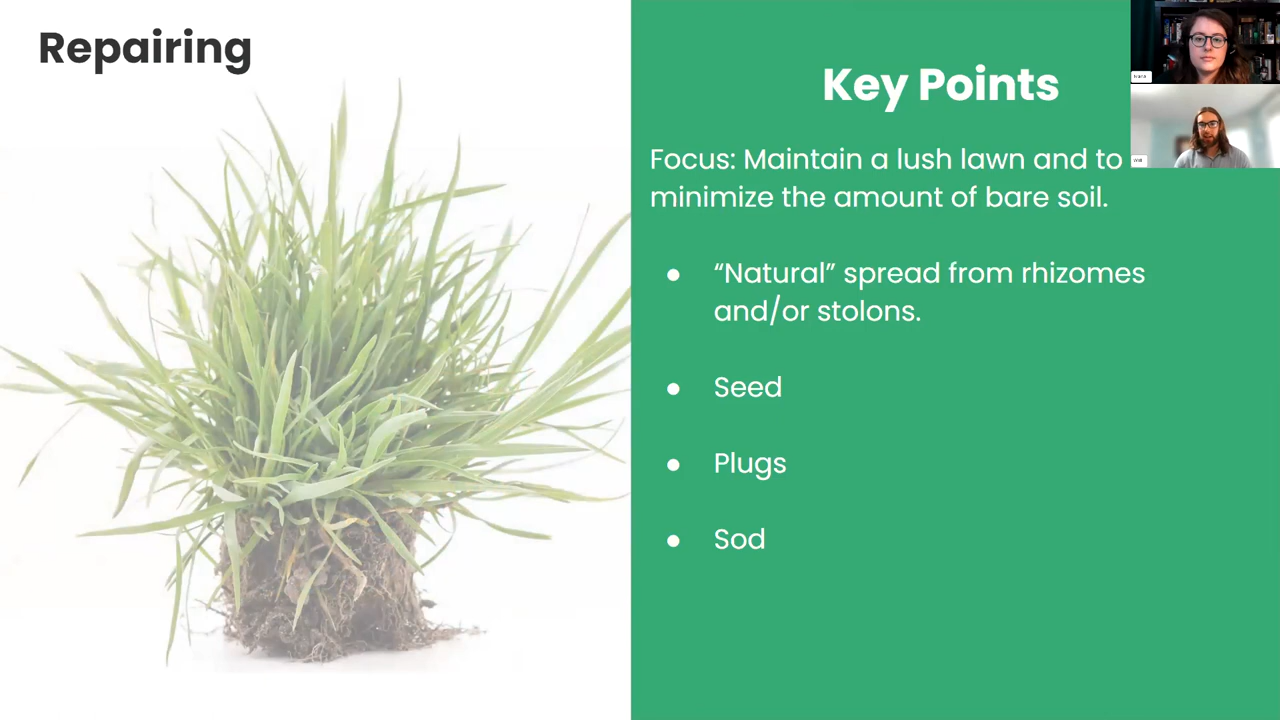 Repairing
Key Points
Focus: Maintain a lush lawn and to
minimize the amount of bare soil.
● “Natural” spread from rhizomes
and/or stolons.
● Seed
● Plugs
● Sod